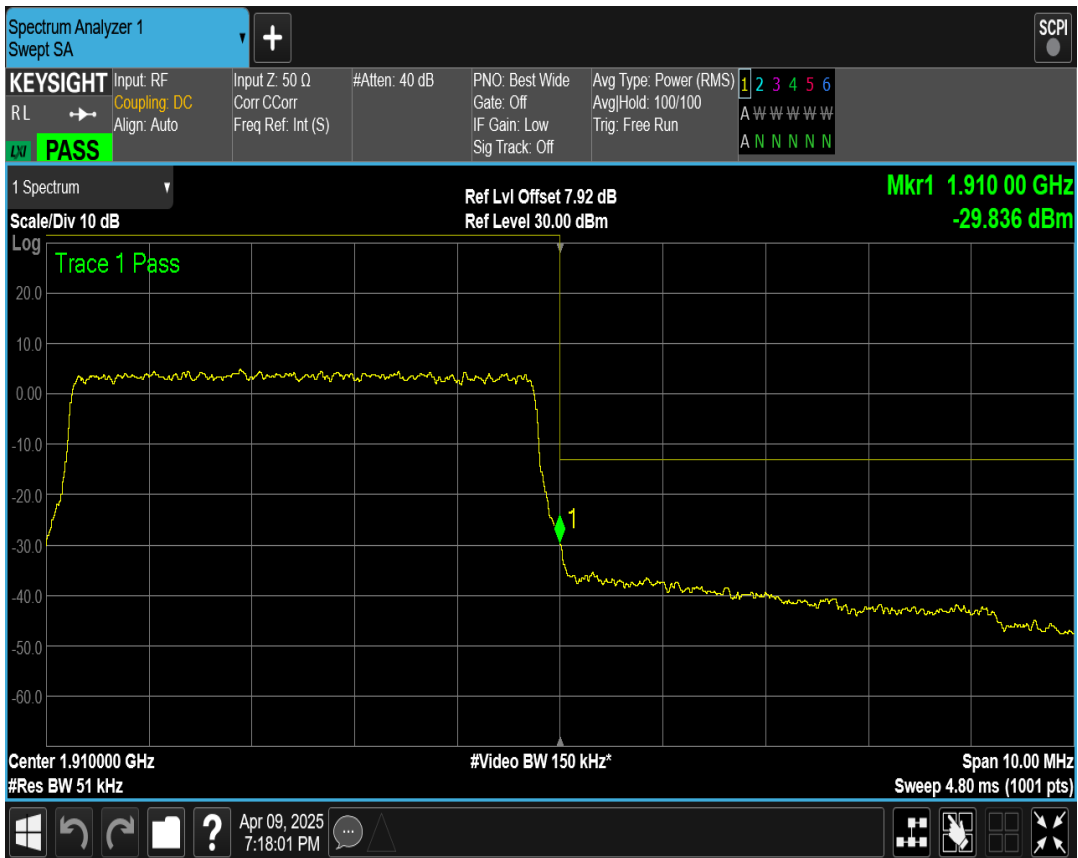 Spectrum Analyzer 1
Swept SA
+
SCPI
KEYSIGHT
RL
LXI PASS
Input: RF
Coupling: DC
Align: Auto
Input Z: 50 Ω
Corr CCorr
Freq Ref: Int (S)
#Atten: 40 dB
PNO: Best Wide
Gate: Off
IF Gain: Low
Sig Track: Off
Avg Type: Power (RMS)
Avg|Hold: 100/100
Trig: Free Run
1 2 3 4 5 6
A W W W W W
A N N N N N
1 Spectrum
Scale/Div 10 dB
Ref Lvl Offset 7.92 dB
Ref Level 30.00 dBm
Mkr1 1.910 00 GHz
-29.836 dBm
Log
Trace 1 Pass
20.0
10.0
0.00
-10.0
-20.0
1
-30.0
-40.0
-50.0
-60.0
Center 1.910000 GHz
#Res BW 51 kHz
#Video BW 150 kHz*
Span 10.00 MHz
Sweep 4.80 ms (1001 pts)
?
Apr 09, 2025
7:18:01 PM